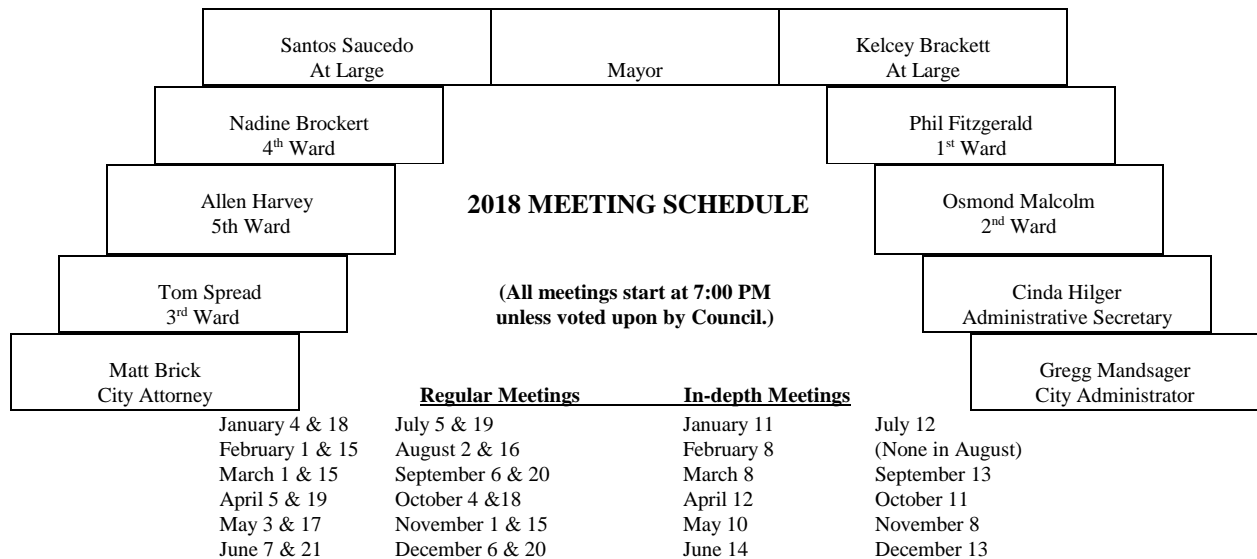 Santos Saucedo
At Large
Mayor
Kelcey Brackett
At Large
Nadine Brockert
4th Ward
Phil Fitzgerald
1st Ward
Allen Harvey
5th Ward
2018 MEETING SCHEDULE
Osmond Malcolm
2nd Ward
Tom Spread
3rd Ward
(All meetings start at 7:00 PM
unless voted upon by Council.)
Cinda Hilger
Administrative Secretary
Matt Brick
City Attorney
Gregg Mandsager
City Administrator
Regular Meetings In-depth Meetings
January 4 & 18 July 5 & 19 January 11 July 12
February 1 & 15 August 2 & 16 February 8 (None in August)
March 1 & 15 September 6 & 20 March 8 September 13
April 5 & 19 October 4 &18 April 12 October 11
May 3 & 17 November 1 & 15 May 10 November 8
June 7 & 21 December 6 & 20 June 14 December 13